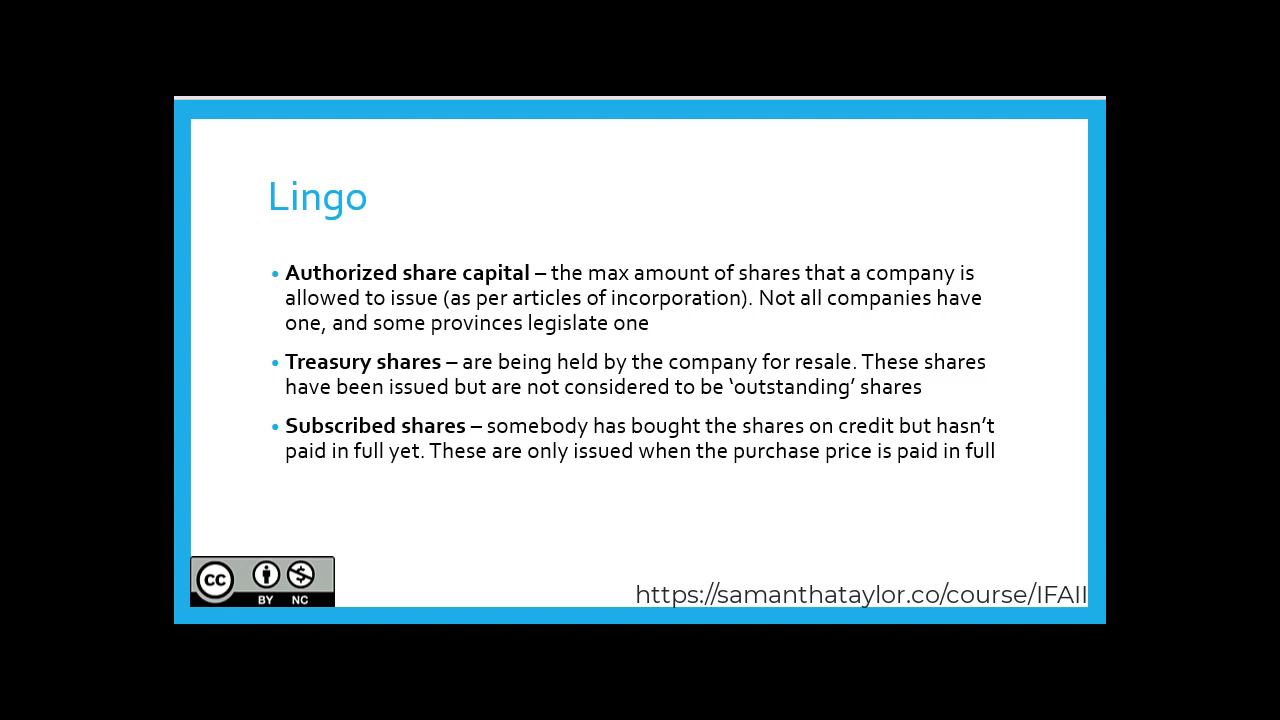 Lingo
• Authorized share capital – the max amount of shares that a company is
allowed to issue (as per articles of incorporation). Not all companies have
one, and some provinces legislate one
• Treasury shares – are being held by the company for resale. These shares
have been issued but are not considered to be ‘outstanding’ shares
• Subscribed shares – somebody has bought the shares on credit but hasn’t
paid in full yet. These are only issued when the purchase price is paid in full
cc
BY NC
https://samanthataylor.co/course/IFAII